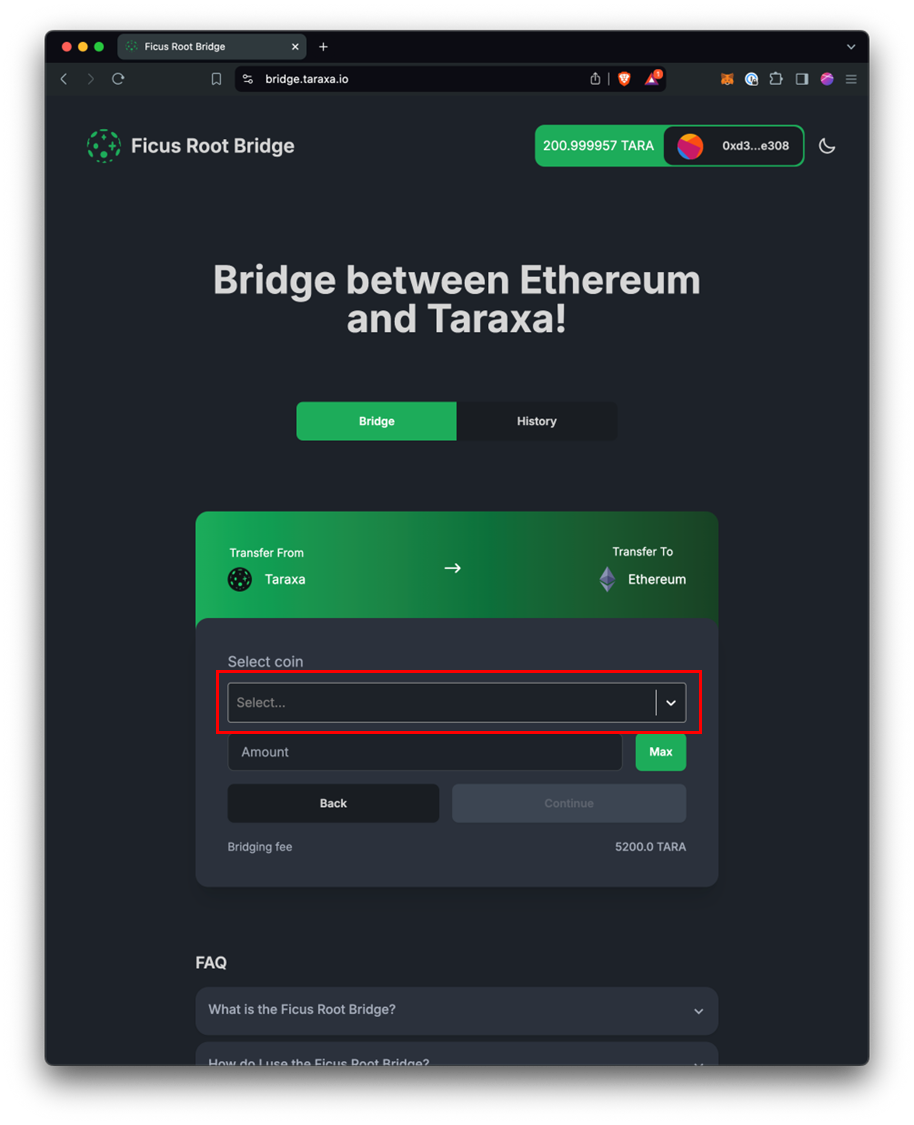 Ficus Root Bridge
bridge.taraxa.io
1
Ficus Root Bridge
200.999957 TARA
0xd3...e308
Bridge between Ethereum
and Taraxa!
Bridge
History
Transfer From
Transfer To
Taraxa
Ethereum
Select coin
Select...
Amount
Max
Back
Continue
Bridging fee
5200.0 TARA
FAQ
What is the Ficus Root Bridge?
How do I use the Ficus Root Bridge?